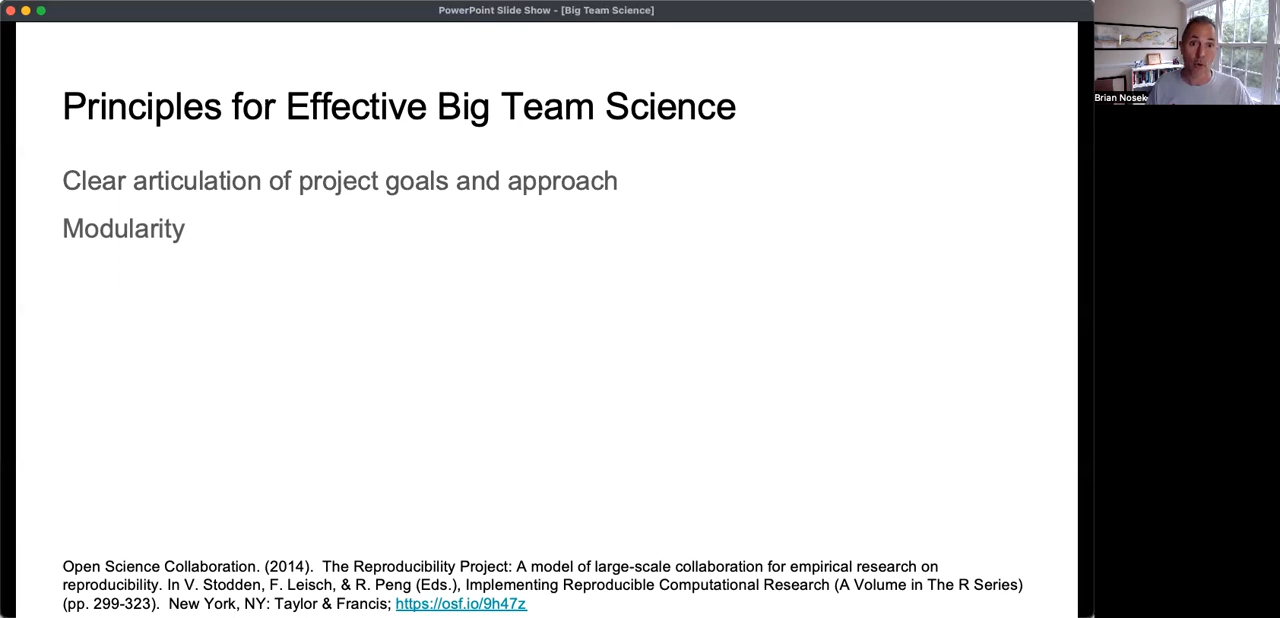 PowerPoint Slide Show - [Big Team Science]
Brian Nosek
Principles for Effective Big Team Science
Clear articulation of project goals and approach
Modularity
Open Science Collaboration. (2014).  The Reproducibility Project: A model of large-scale collaboration for empirical research on
reproducibility. In V. Stodden, F. Leisch, & R. Peng (Eds.), Implementing Reproducible Computational Research (A Volume in The R Series)
(pp. 299-323).  New York, NY: Taylor & Francis; https://osf.io/9h47z